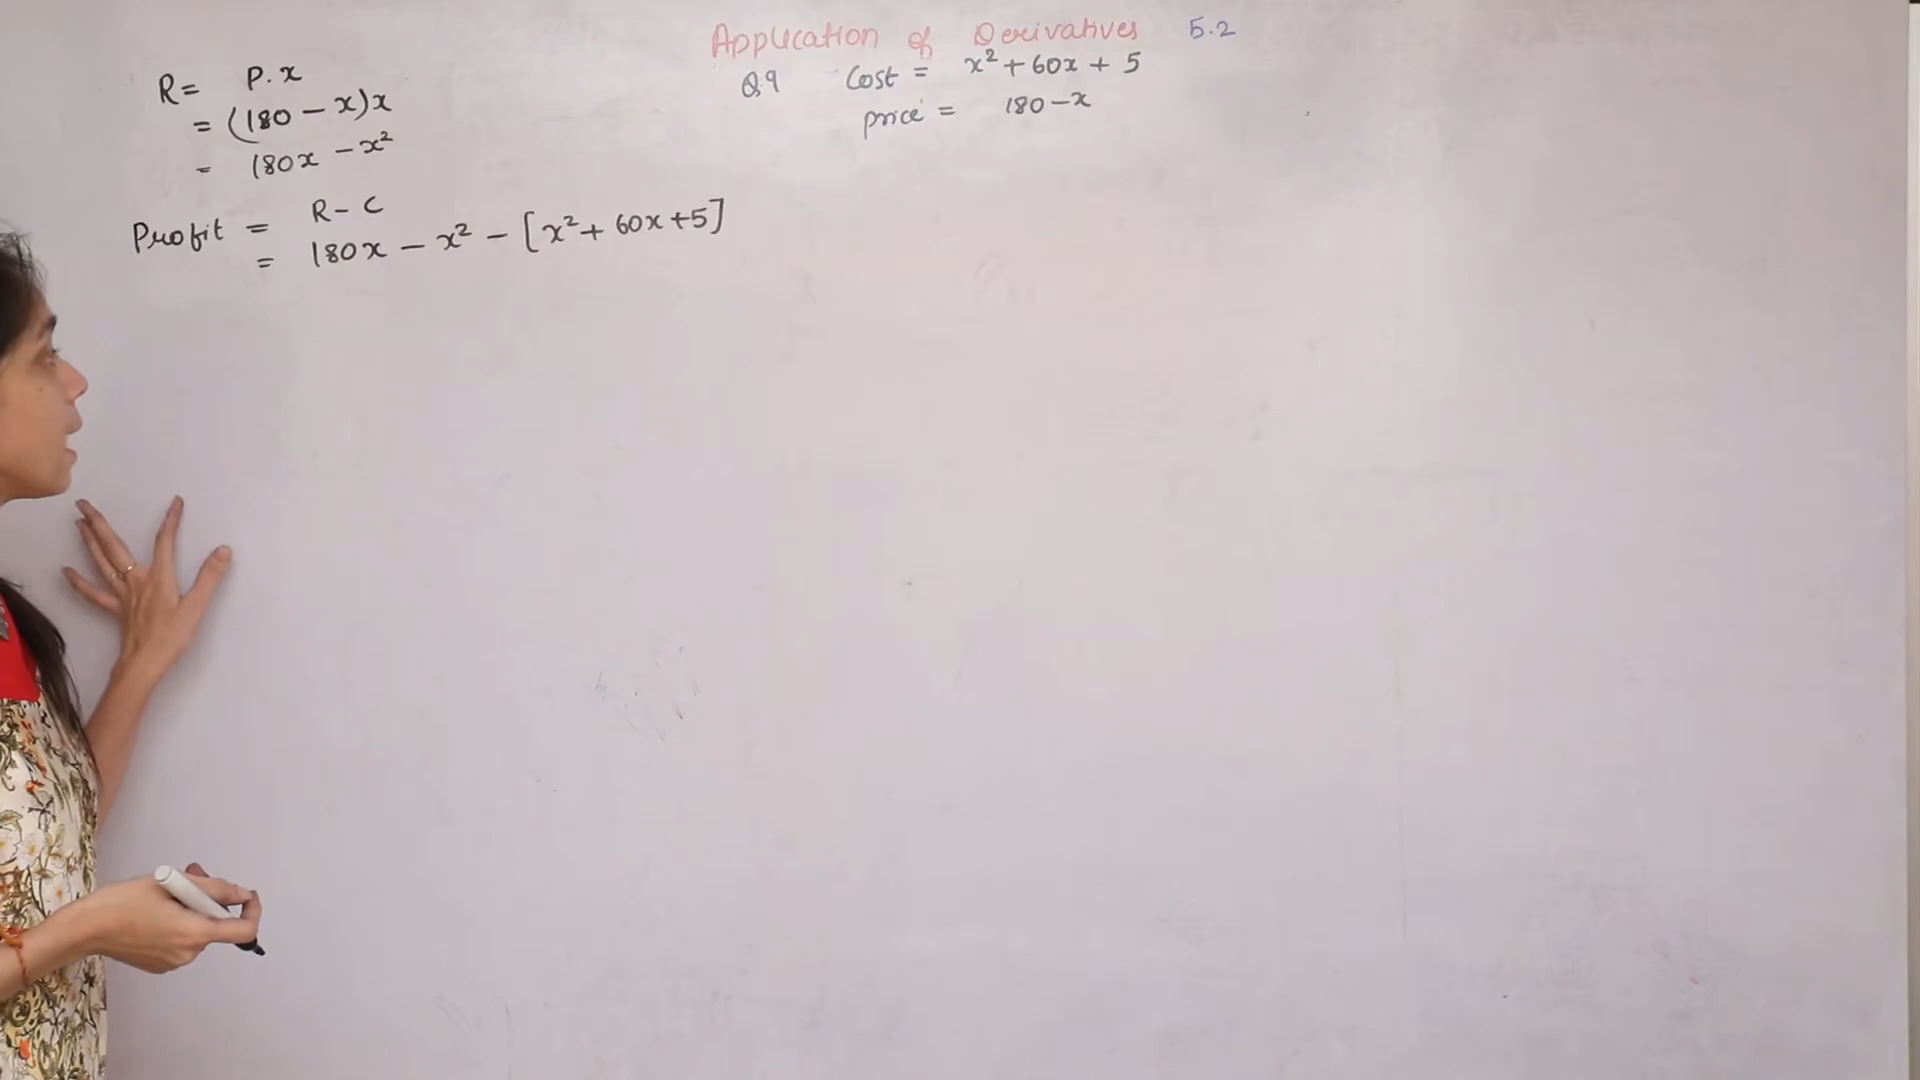 Application of Derivatives 5.2
Q.9 Cost = x² + 60x + 5
price = 180 - x
R = p.x
= (180 - x)x
= 180x - x²
Profit = R - C
= 180x - x² - [x² + 60x + 5]